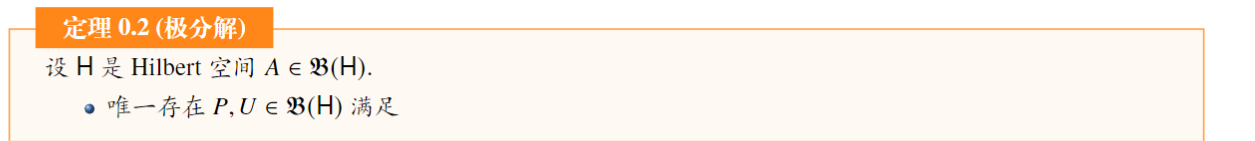 定理 0.2 (极分解)
设 H 是 Hilbert 空间 A ∈ 𝔅(H).
• 唯一存在 P, U ∈ 𝔅(H) 满足